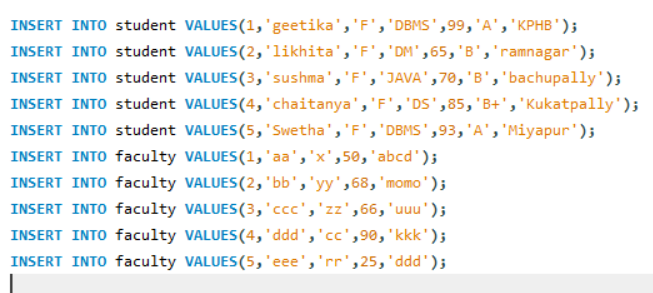 INSERT INTO student VALUES(1,'geetika','F','DBMS',99,'A','KPHB');
INSERT INTO student VALUES(2,'likhita','F','DM',65,'B','ramnagar');
INSERT INTO student VALUES(3,'sushma','F','JAVA',70,'B','bachupally');
INSERT INTO student VALUES(4,'chaitanya','F','DS',85,'B+','Kukatpally');
INSERT INTO student VALUES(5,'Swetha','F','DBMS',93,'A','Miyapur');
INSERT INTO faculty VALUES(1,'aa','x',50,'abcd');
INSERT INTO faculty VALUES(2,'bb','yy',68,'momo');
INSERT INTO faculty VALUES(3,'ccc','zz',66,'uuu');
INSERT INTO faculty VALUES(4,'ddd','cc',90,'kkk');
INSERT INTO faculty VALUES(5,'eee','rr',25,'ddd');